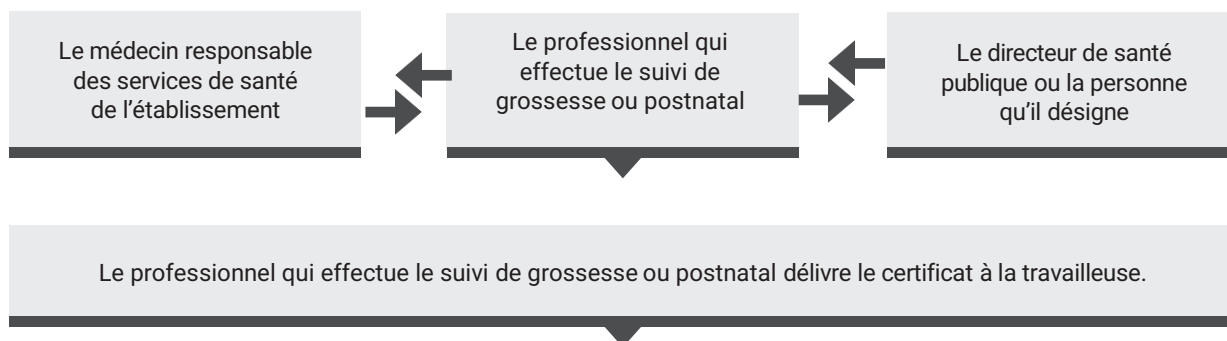 Le médecin responsable
des services de santé
de l’établissement
Le professionnel qui
effectue le suivi de
grossesse ou postnatal
Le directeur de santé
publique ou la personne
qu’il désigne
Le professionnel qui effectue le suivi de grossesse ou postnatal délivre le certificat à la travailleuse.